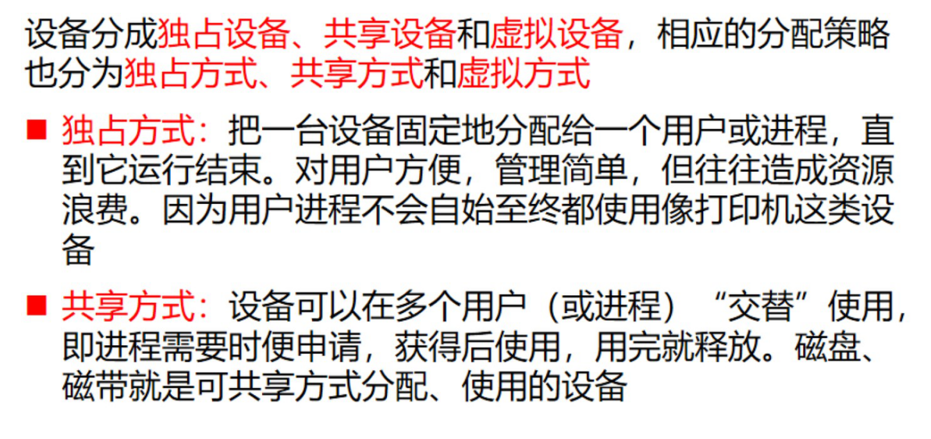 设备分成独占设备、共享设备和虚拟设备，相应的分配策略
也分为独占方式、共享方式和虚拟方式
■ 独占方式：把一台设备固定地分配给一个用户或进程，直
到它运行结束。对用户方便，管理简单，但往往造成资源
浪费。因为用户进程不会自始至终都使用像打印机这类设
备
■ 共享方式：设备可以在多个用户（或进程）“交替”使用，
即进程需要时便申请，获得后使用，用完就释放。磁盘、
磁带就是可共享方式分配、使用的设备